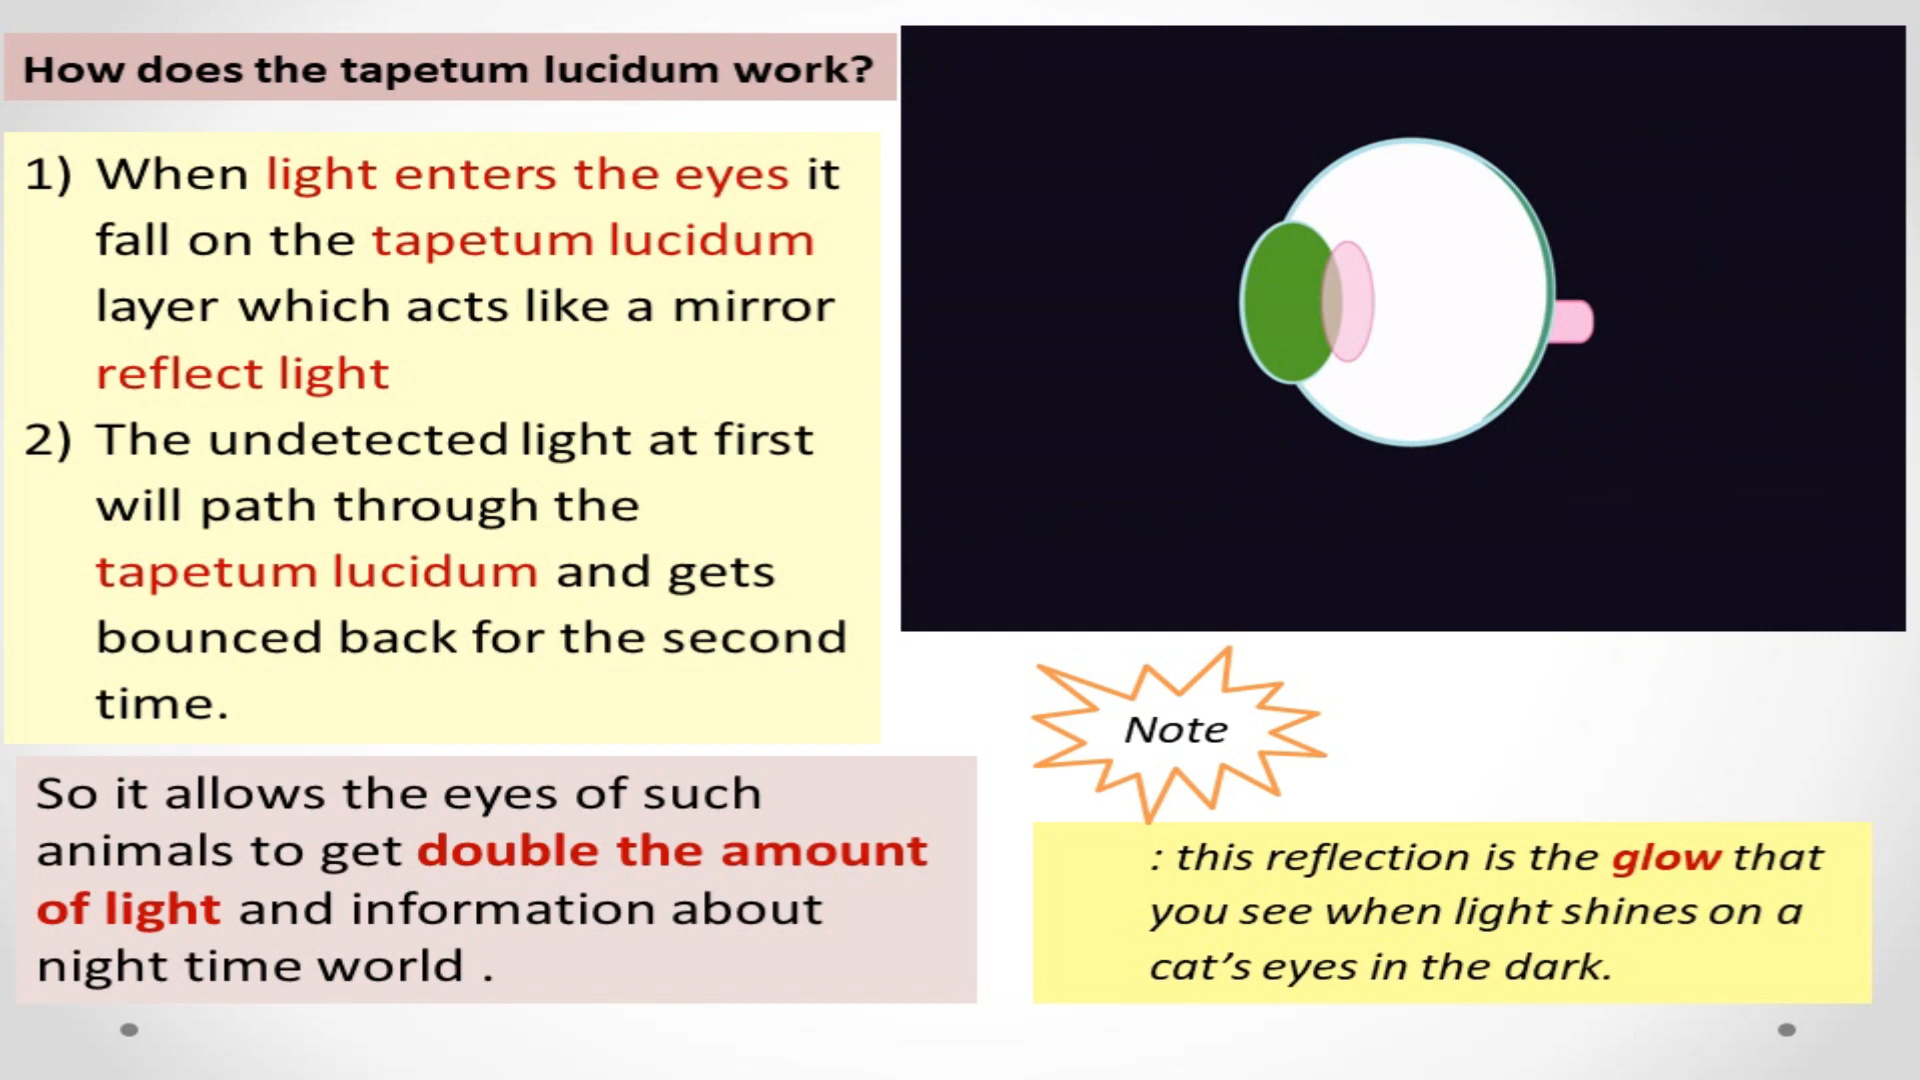 How does the tapetum lucidum work?
1) When light enters the eyes it
fall on the tapetum lucidum
layer which acts like a mirror
reflect light
2) The undetected light at first
will path through the
tapetum lucidum and gets
bounced back for the second
time.
So it allows the eyes of such
animals to get double the amount
of light and information about
night time world .
Note
: this reflection is the glow that
you see when light shines on a
cat’s eyes in the dark.